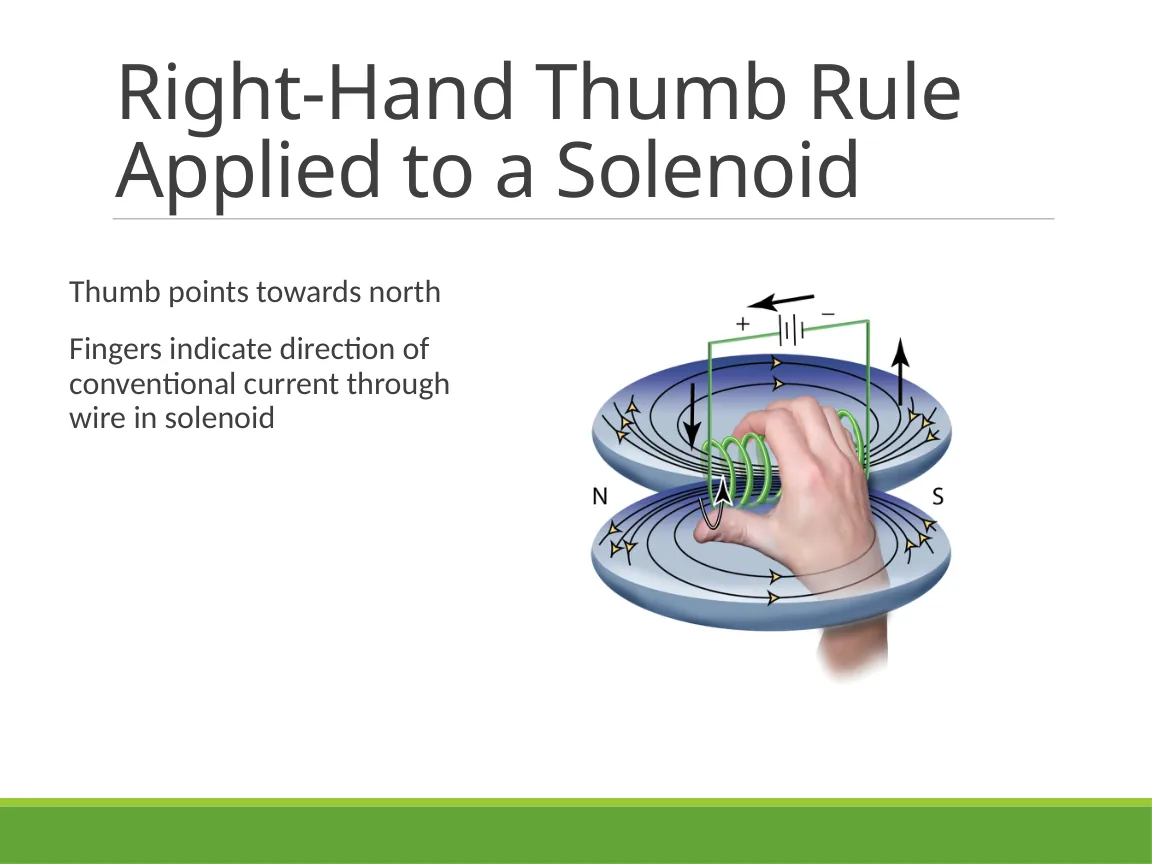 Right-Hand Thumb Rule
Applied to a Solenoid
Thumb points towards north
Fingers indicate direction of
conventional current through
wire in solenoid
+ −
N S